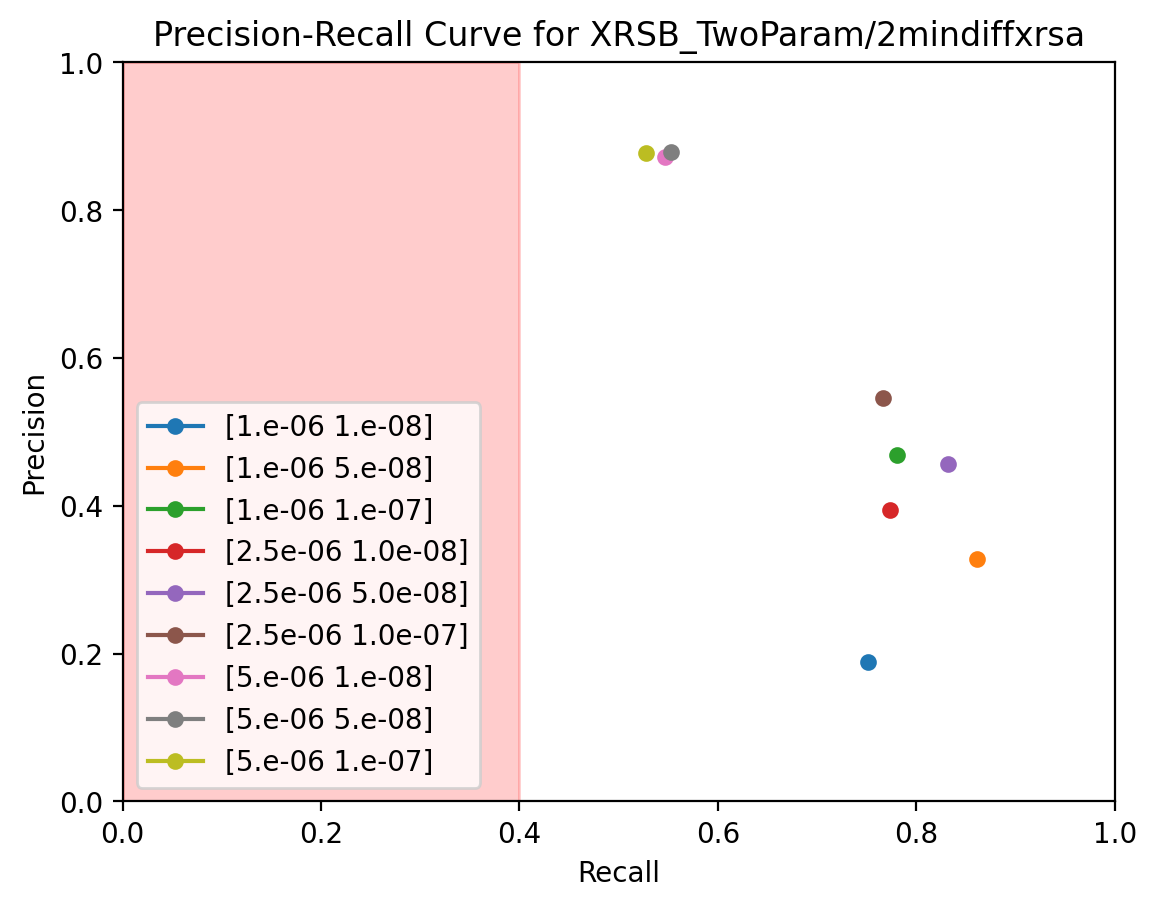 Precision-Recall Curve for XRSB_TwoParam/2mindiffxrsa
1.0
0.8
0.6
0.4
0.2
0.0
Precision
[1.e-06 1.e-08]
[1.e-06 5.e-08]
[1.e-06 1.e-07]
[2.5e-06 1.0e-08]
[2.5e-06 5.0e-08]
[2.5e-06 1.0e-07]
[5.e-06 1.e-08]
[5.e-06 5.e-08]
[5.e-06 1.e-07]
0.0 0.2 0.4 0.6 0.8 1.0
Recall